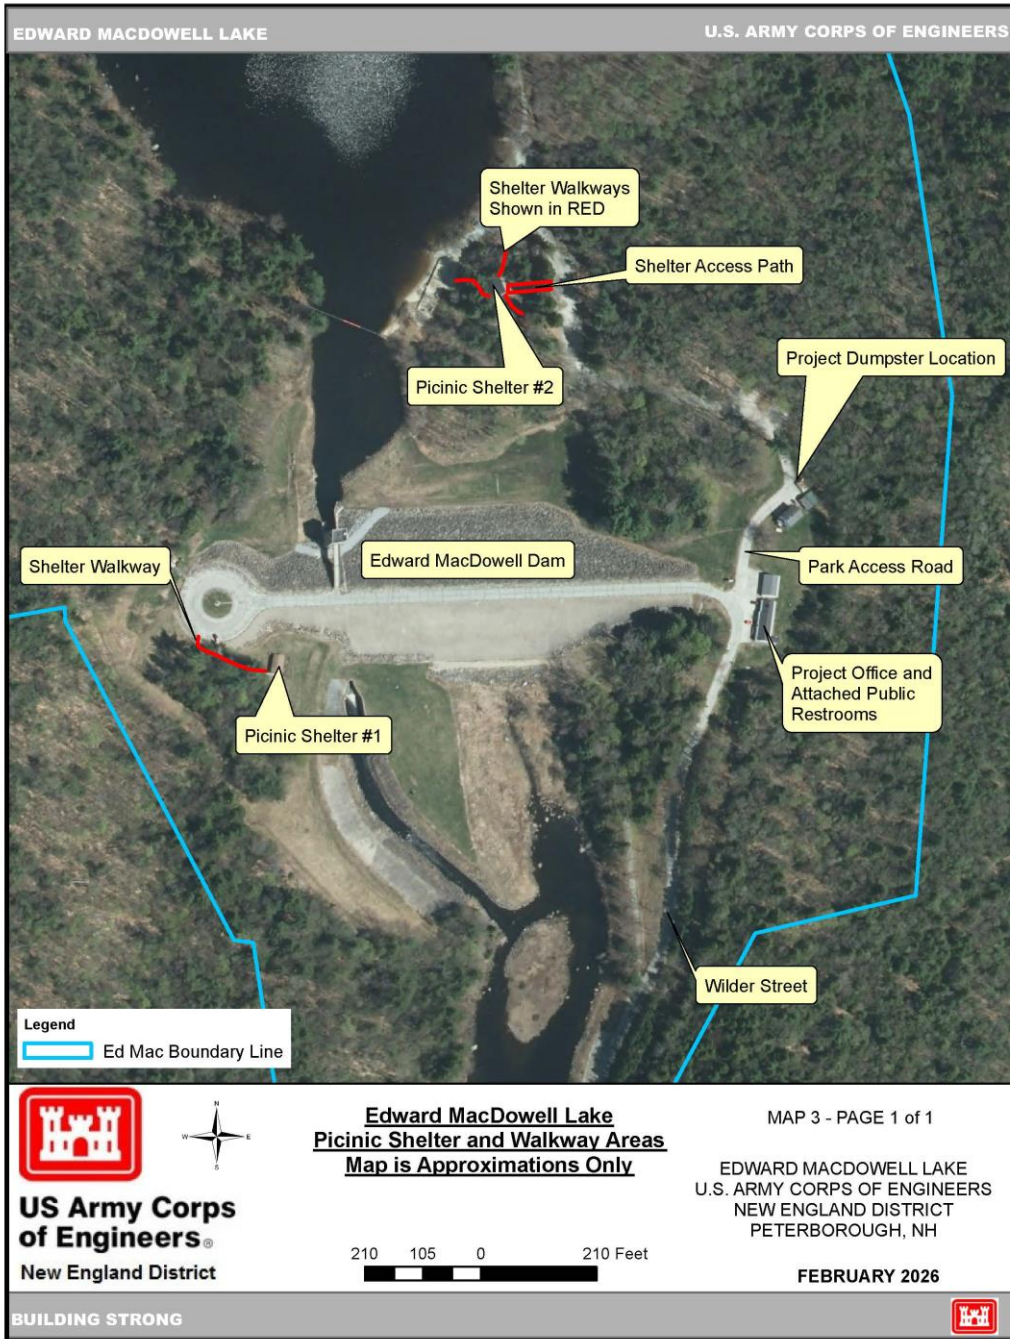 EDWARD MACDOWELL LAKE
U.S. ARMY CORPS OF ENGINEERS
Shelter Walkways
Shown in RED
Shelter Access Path
Project Dumpster Location
Picinic Shelter #2
Shelter Walkway
Edward MacDowell Dam
Park Access Road
Project Office and
Attached Public
Restrooms
Picinic Shelter #1
Wilder Street
Legend
Ed Mac Boundary Line
N
W
E
S
US Army Corps
of Engineers®
New England District
Edward MacDowell Lake
Picinic Shelter and Walkway Areas
Map is Approximations Only
210 105 0 210 Feet
MAP 3 - PAGE 1 of 1
EDWARD MACDOWELL LAKE
U.S. ARMY CORPS OF ENGINEERS
NEW ENGLAND DISTRICT
PETERBOROUGH, NH
FEBRUARY 2026
BUILDING STRONG